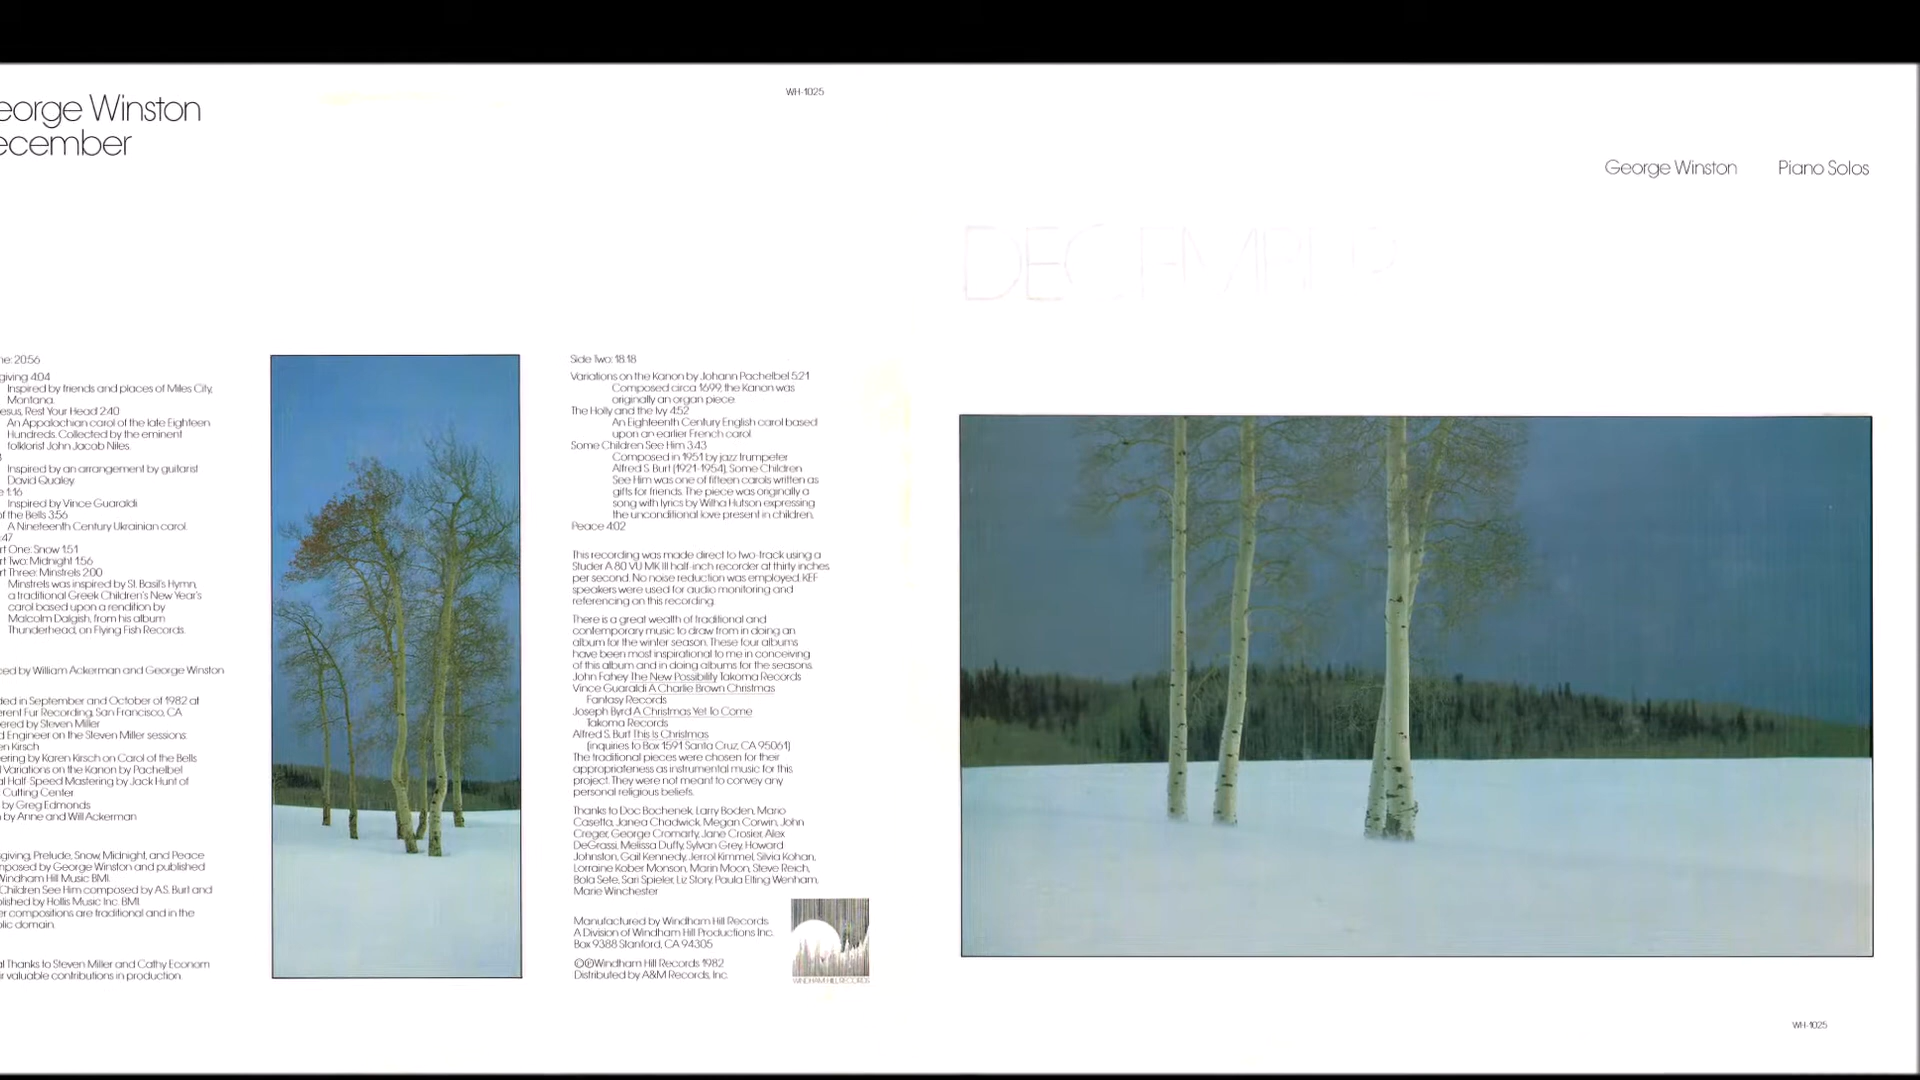 eorge Winston
ecember
ne: 20:56
giving 4:04
Inspired by friends and places of Miles City,
Montana.
esus, Rest Your Head 2:40
An Appalachian carol of the late Eighteen
Hundreds. Collected by the eminent
folklorist John Jacob Niles.
Inspired by an arrangement by guitarist
David Qualey
e 1:16
Inspired by Vince Guaraldi
of the Bells 3:56
A Nineteenth Century Ukrainian carol.
:47
rt One: Snow 1:51
rt Two: Midnight 1:56
rt Three: Minstrels 2:00
Minstrels was inspired by St. Basil's Hymn,
a traditional Greek Children's New Year's
carol based upon a rendition by
Malcolm Dalglish, from his album
Thunderhead, on Flying Fish Records.
ced by William Ackerman and George Winston
ded in September and October of 1982 at
erent Fur Recording, San Francisco, CA
ered by Steven Miller
d Engineer on the Steven Miller sessions
en Kirsch
ering by Karen Kirsch on Carol of the Bells
Variations on the Kanon by Pachelbel
al Half-Speed Mastering by Jack Hunt of
Cutting Center
by Greg Edmonds
n by Anne and Will Ackerman
giving, Prelude, Snow, Midnight, and Peace
mposed by George Winston and published
Windham Hill Music BMI.
Children See Him composed by A.S. Burt and
blished by Hollis Music Inc. BMI.
er compositions are traditional and in the
blic domain.
al Thanks to Steven Miller and Cathy Econom
r valuable contributions in production.
WH-1025
Side Two: 18:18
Variations on the Kanon by Johann Pachelbel 5:21
Composed circa 1699, the Kanon was
originally an organ piece.
The Holly and the Ivy 4:52
An Eighteenth Century English carol based
upon an earlier French carol.
Some Children See Him 3:43
Composed in 1951 by jazz trumpeter
Alfred S. Burt (1921-1954), Some Children
See Him was one of fifteen carols written as
gifts for friends. The piece was originally a
song with lyrics by Wihla Hutson expressing
the unconditional love present in children.
Peace 4:02
This recording was made direct to two-track using a
Studer A 80 VU MK III half-inch recorder at thirty inches
per second. No noise reduction was employed. KEF
speakers were used for audio monitoring and
referencing on this recording.
There is a great wealth of traditional and
contemporary music to draw from in doing an
album for the winter season. These four albums
have been most inspirational to me in conceiving
of this album and in doing albums for the seasons.
John Fahey The New Possibility Takoma Records
Vince Guaraldi A Charlie Brown Christmas
Fantasy Records
Joseph Byrd A Christmas Yet To Come
Takoma Records
Alfred S. Burt This Is Christmas
(inquiries to Box 1591 Santa Cruz, CA 95061)
The traditional pieces were chosen for their
appropriateness as instrumental music for this
project. They were not meant to convey any
personal religious beliefs.
Thanks to Doc Bochenek, Larry Boden, Mario
Casetta, Janea Chadwick, Megan Corwin, John
Creger, George Cromarty, Jane Crosier, Alex
DeGrassi, Melissa Duffy, Sylvan Grey, Howard
Johnston, Gail Kennedy, Jerrol Kimmel, Silvia Kohan,
Lorraine Kober Monson, Marin Moon, Steve Reich,
Bola Sete, Sari Spieler, Liz Story, Paula Elting Wenham,
Marie Winchester
Manufactured by Windham Hill Records
A Division of Windham Hill Productions Inc.
Box 9388 Stanford, CA 94305
©℗Windham Hill Records 1982
Distributed by A&M Records, Inc.
WINDHAM HILL RECORDS
George Winston Piano Solos
DECEMBER
WH-1025